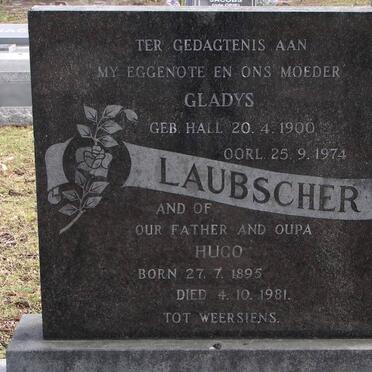 JACOBS
TER GEDAGTENIS AAN
MY EGGENOTE EN ONS MOEDER
GLADYS
GEB. HALL 20. 4. 1900
OORL. 25. 9. 1974
LAUBSCHER
AND OF
OUR FATHER AND OUPA
HUGO
BORN 27. 7. 1895
DIED 4. 10. 1981.
TOT WEERSIENS.